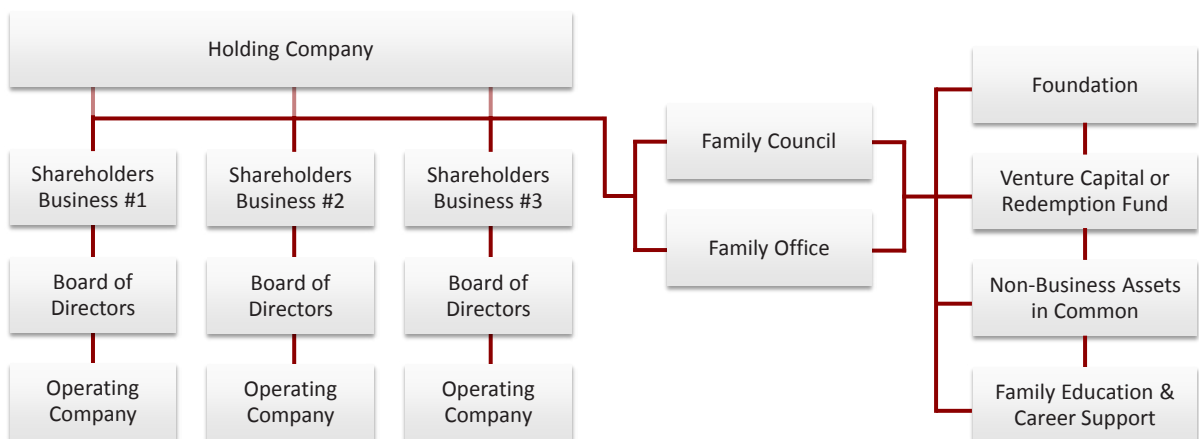 Holding Company
Shareholders
Business #1
Shareholders
Business #2
Shareholders
Business #3
Board of
Directors
Board of
Directors
Board of
Directors
Operating
Company
Operating
Company
Operating
Company
Family Council
Family Office
Foundation
Venture Capital or
Redemption Fund
Non-Business Assets
in Common
Family Education &
Career Support